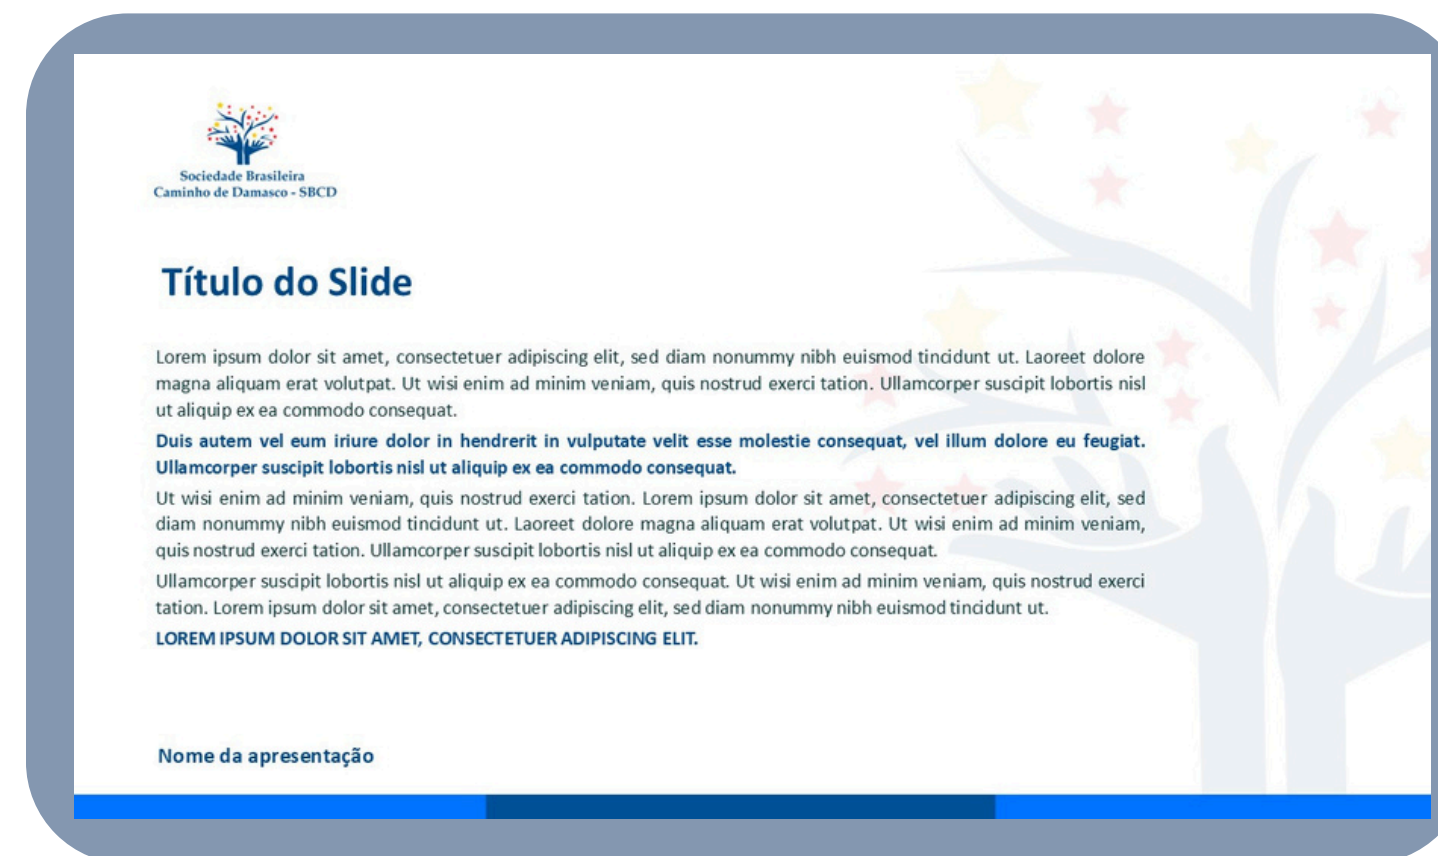 Sociedade Brasileira
Caminho de Damasco - SBCD
Título do Slide
Lorem ipsum dolor sit amet, consectetuer adipiscing elit, sed diam nonummy nibh euismod tincidunt ut. Laoreet dolore
magna aliquam erat volutpat. Ut wisi enim ad minim veniam, quis nostrud exerci tation. Ullamcorper suscipit lobortis nisl
ut aliquip ex ea commodo consequat.
Duis autem vel eum iriure dolor in hendrerit in vulputate velit esse molestie consequat, vel illum dolore eu feugiat.
Ullamcorper suscipit lobortis nisl ut aliquip ex ea commodo consequat.
Ut wisi enim ad minim veniam, quis nostrud exerci tation. Lorem ipsum dolor sit amet, consectetuer adipiscing elit, sed
diam nonummy nibh euismod tincidunt ut. Laoreet dolore magna aliquam erat volutpat. Ut wisi enim ad minim veniam,
quis nostrud exerci tation. Ullamcorper suscipit lobortis nisl ut aliquip ex ea commodo consequat.
Ullamcorper suscipit lobortis nisl ut aliquip ex ea commodo consequat. Ut wisi enim ad minim veniam, quis nostrud exerci
tation. Lorem ipsum dolor sit amet, consectetuer adipiscing elit, sed diam nonummy nibh euismod tincidunt ut.
LOREM IPSUM DOLOR SIT AMET, CONSECTETUER ADIPISCING ELIT.
Nome da apresentação